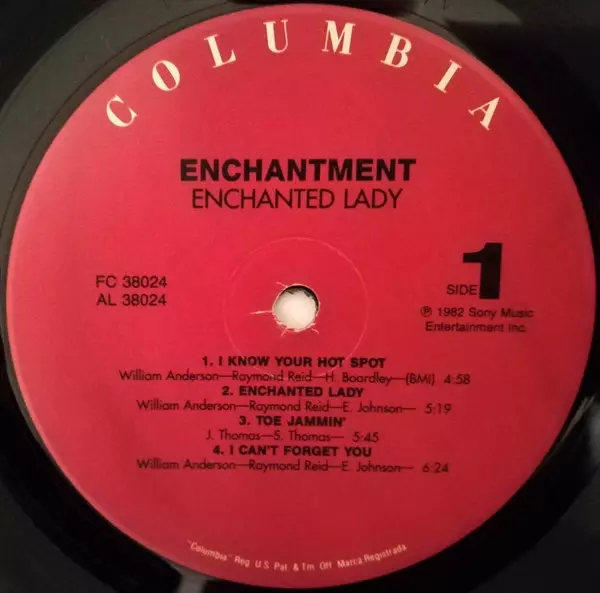 COLUMBIA
ENCHANTMENT
ENCHANTED LADY
FC 38024
AL 38024
SIDE 1
℗ 1982 Sony Music
Entertainment Inc.
1. I KNOW YOUR HOT SPOT
William Anderson—Raymond Reid—H. Boardley—(BMI) 4:58
2. ENCHANTED LADY
William Anderson—Raymond Reid—E. Johnson— 5:19
3. TOE JAMMIN'
J. Thomas—S. Thomas— 5:45
4. I CAN'T FORGET YOU
William Anderson—Raymond Reid—E. Johnson— 6:24
"Columbia" Reg. U.S. Pat. & Tm. Off. Marca Registrada.